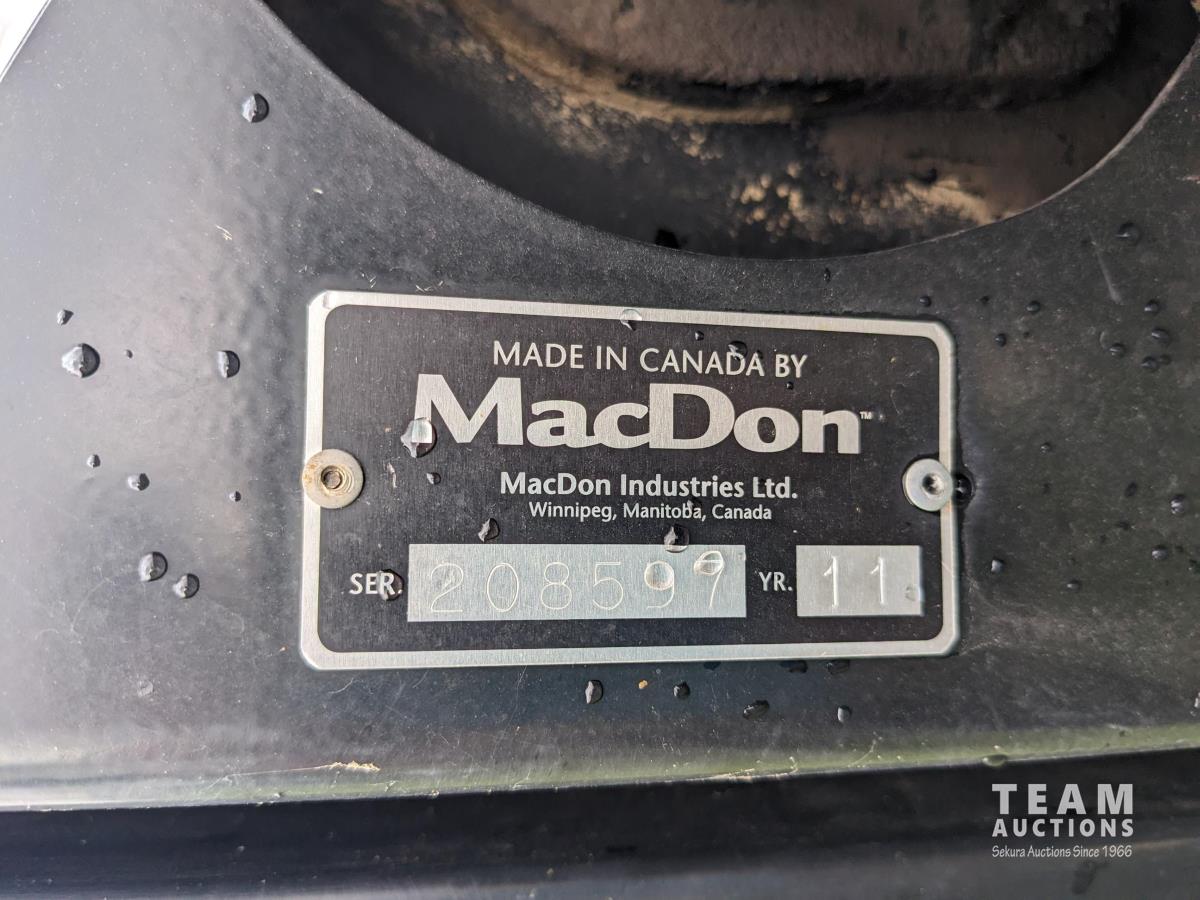 MADE IN CANADA BY
MacDon™
MacDon Industries Ltd.
Winnipeg, Manitoba, Canada
SER. 208599 YR. 11
TEAM
AUCTIONS
Sekura Auctions Since 1966